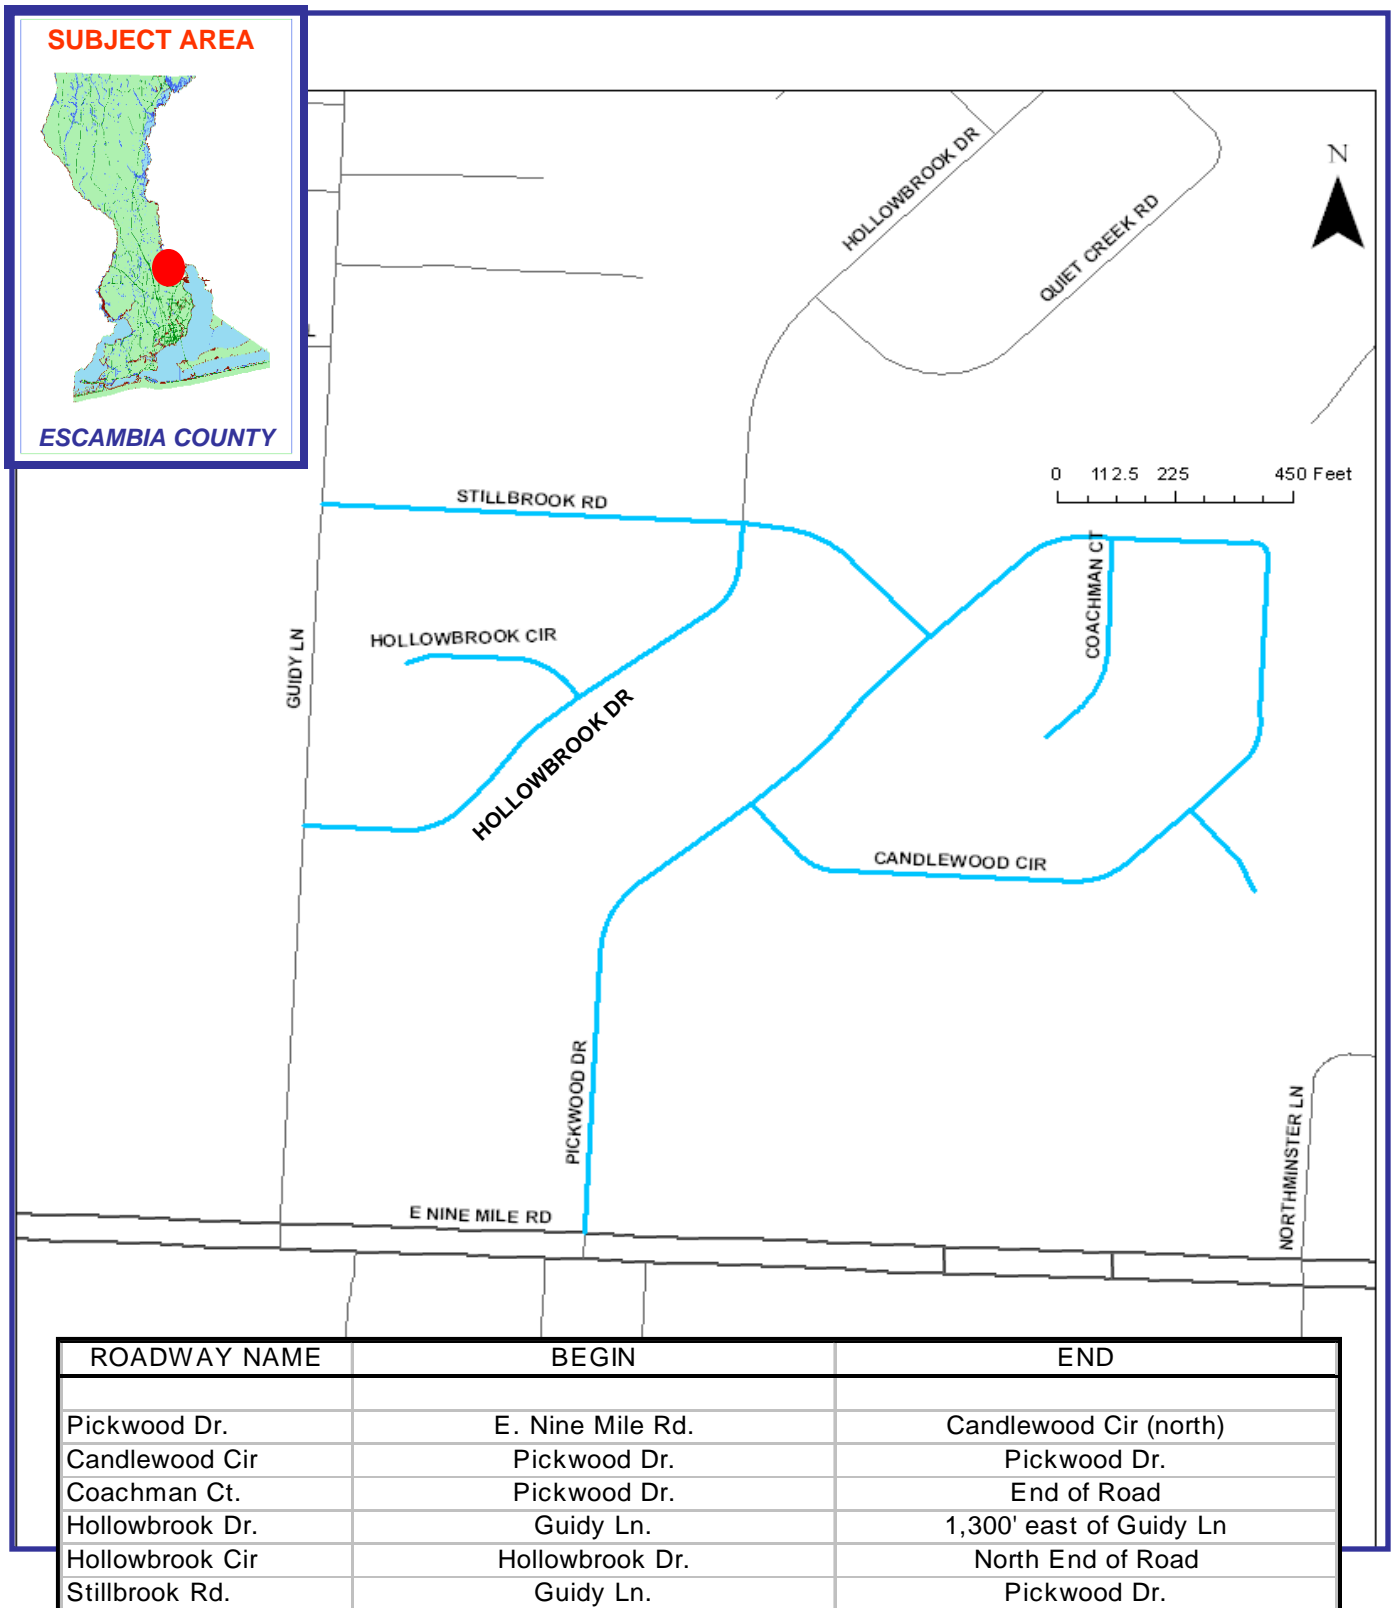 SUBJECT AREA
ESCAMBIA COUNTY
N
HOLLOWBROOK DR
QUIET CREEK RD
0 112.5 225 450 Feet
STILLBROOK RD
COACHMAN CT
GUIDY LN
HOLLOWBROOK CIR
HOLLOWBROOK DR
CANDLEWOOD CIR
PICKWOOD DR
NORTHMINSTER LN
E NINE MILE RD
ROADWAY NAME BEGIN END
Pickwood Dr. E. Nine Mile Rd. Candlewood Cir (north)
Candlewood Cir Pickwood Dr. Pickwood Dr.
Coachman Ct. Pickwood Dr. End of Road
Hollowbrook Dr. Guidy Ln. 1,300' east of Guidy Ln
Hollowbrook Cir Hollowbrook Dr. North End of Road
Stillbrook Rd. Guidy Ln. Pickwood Dr.